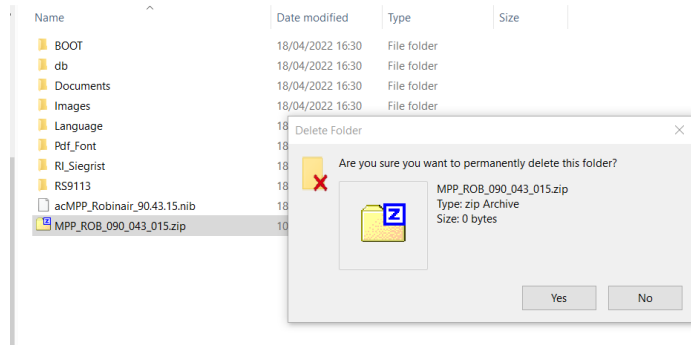 Name Date modified Type Size
BOOT 18/04/2022 16:30 File folder
db 18/04/2022 16:30 File folder
Documents 18/04/2022 16:30 File folder
Images 18/04/2022 16:30 File folder
Language 18
Pdf_Font 18
RI_Siegrist 18
RS9113 18
acMPP_Robinair_90.43.15.nib 18
MPP_ROB_090_043_015.zip 10
Delete Folder
Are you sure you want to permanently delete this folder?
MPP_ROB_090_043_015.zip
Type: zip Archive
Size: 0 bytes
Yes No